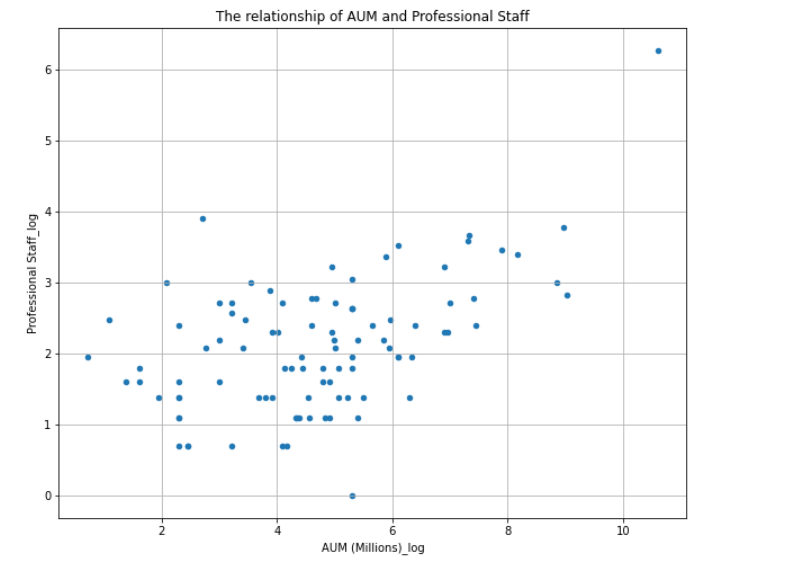 The relationship of AUM and Professional Staff
6
5
4
3
2
1
0
Professional Staff_log
2 4 6 8 10
AUM (Millions)_log